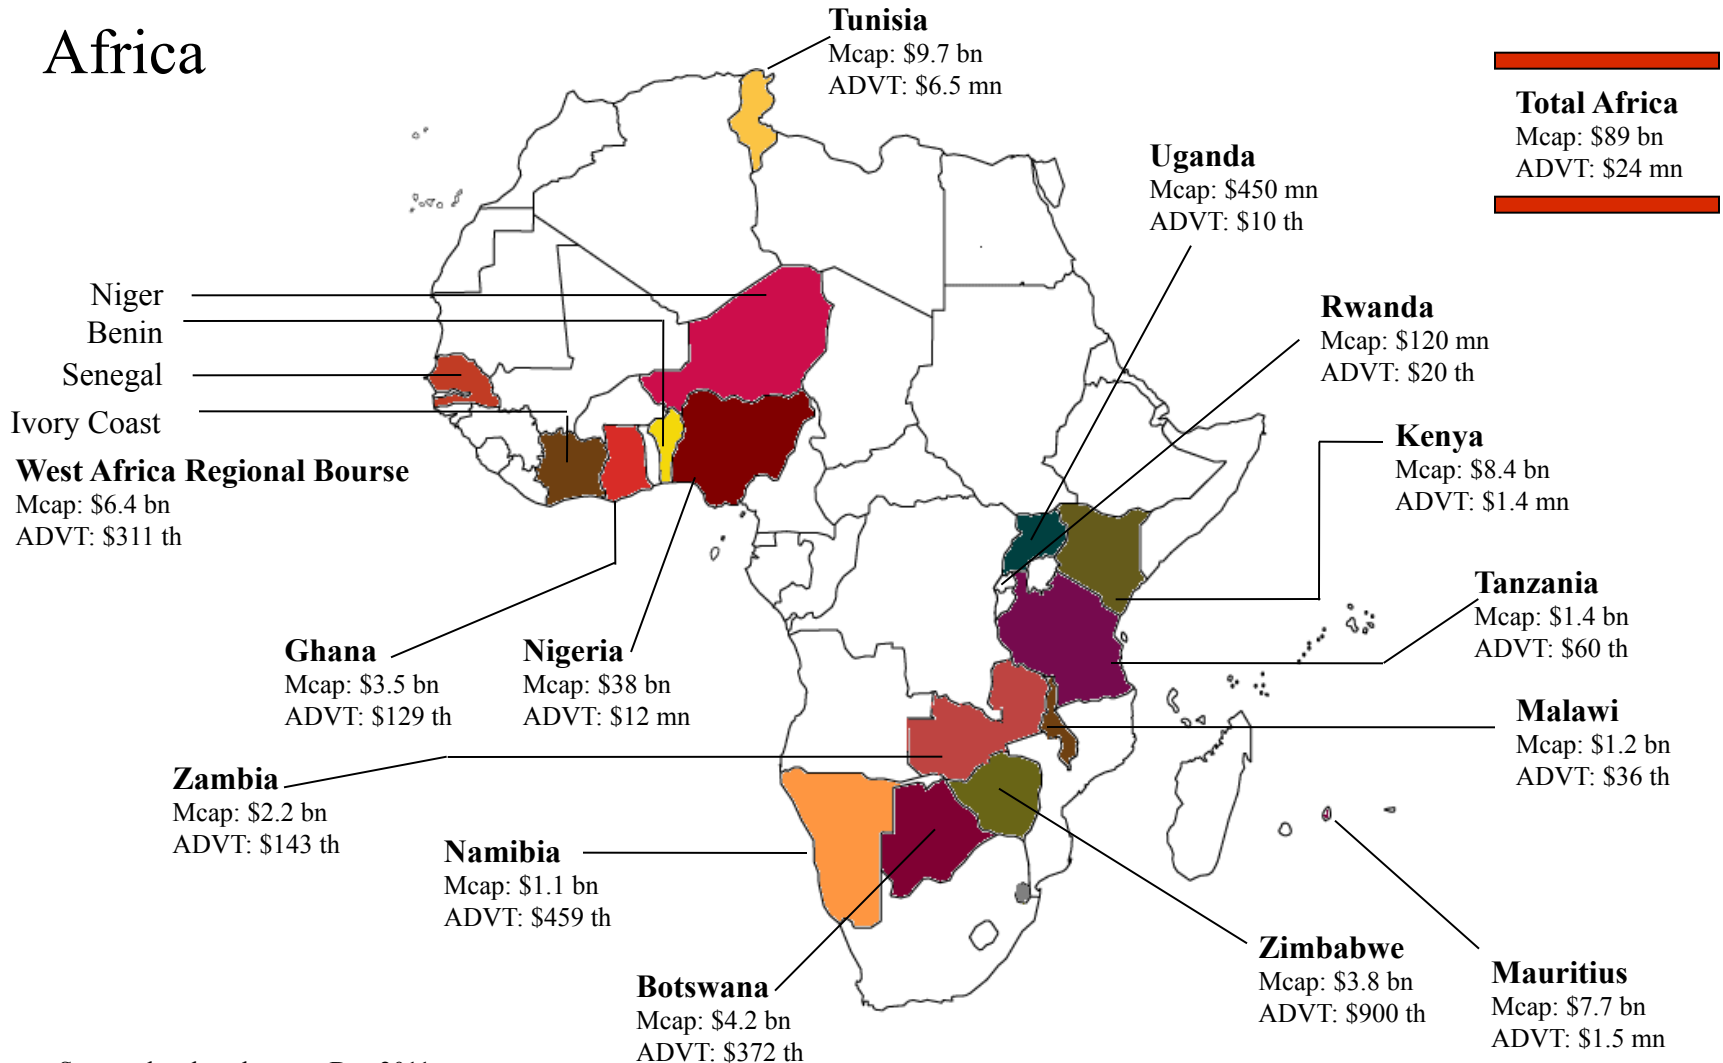 Africa
Tunisia
Mcap: $9.7 bn
ADVT: $6.5 mn
Total Africa
Mcap: $89 bn
ADVT: $24 mn
Uganda
Mcap: $450 mn
ADVT: $10 th
Rwanda
Mcap: $120 mn
ADVT: $20 th
Niger
Benin
Senegal
Ivory Coast
West Africa Regional Bourse
Mcap: $6.4 bn
ADVT: $311 th
Kenya
Mcap: $8.4 bn
ADVT: $1.4 mn
Tanzania
Mcap: $1.4 bn
ADVT: $60 th
Ghana
Mcap: $3.5 bn
ADVT: $129 th
Nigeria
Mcap: $38 bn
ADVT: $12 mn
Malawi
Mcap: $1.2 bn
ADVT: $36 th
Zambia
Mcap: $2.2 bn
ADVT: $143 th
Namibia
Mcap: $1.1 bn
ADVT: $459 th
Zimbabwe
Mcap: $3.8 bn
ADVT: $900 th
Mauritius
Mcap: $7.7 bn
ADVT: $1.5 mn
Botswana
Mcap: $4.2 bn
ADVT: $372 th